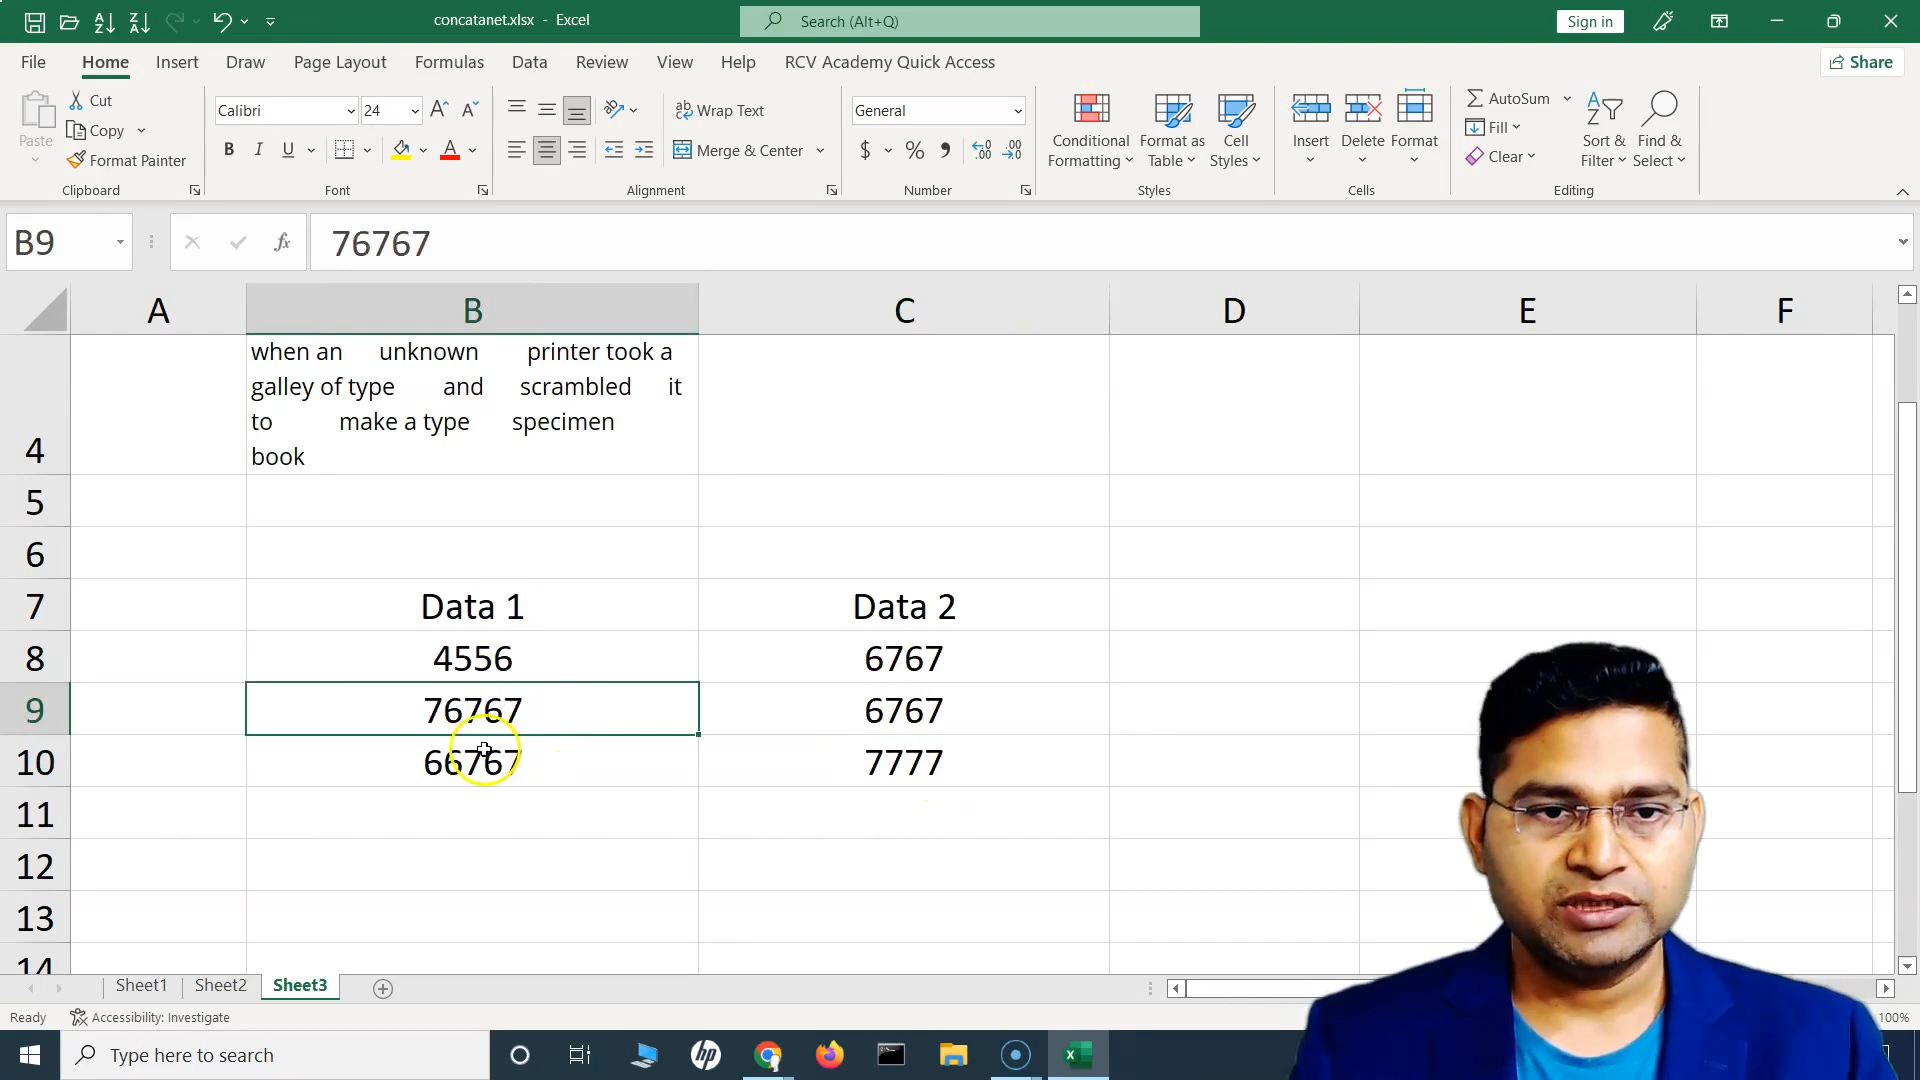 concatanet.xlsx - Excel
Search (Alt+Q)
Sign in
File Home Insert Draw Page Layout Formulas Data Review View Help RCV Academy Quick Access
Share
Paste
Cut
Copy
Format Painter
Clipboard
Calibri 24
B I U
Font
Wrap Text
Merge & Center
Alignment
General
$ % ,
Number
Conditional
Formatting
Format as
Table
Cell
Styles
Styles
Insert Delete Format
Cells
AutoSum
Fill
Clear
Sort &
Filter
Find &
Select
Editing
B9 fx 76767
A B C D E F
when an unknown printer took a
galley of type and scrambled it
to make a type specimen
4 book
5
6
7 Data 1 Data 2
8 4556 6767
9 76767 6767
10 66767 7777
11
12
13
14
Sheet1 Sheet2 Sheet3
Ready Accessibility: Investigate 100%
Type here to search